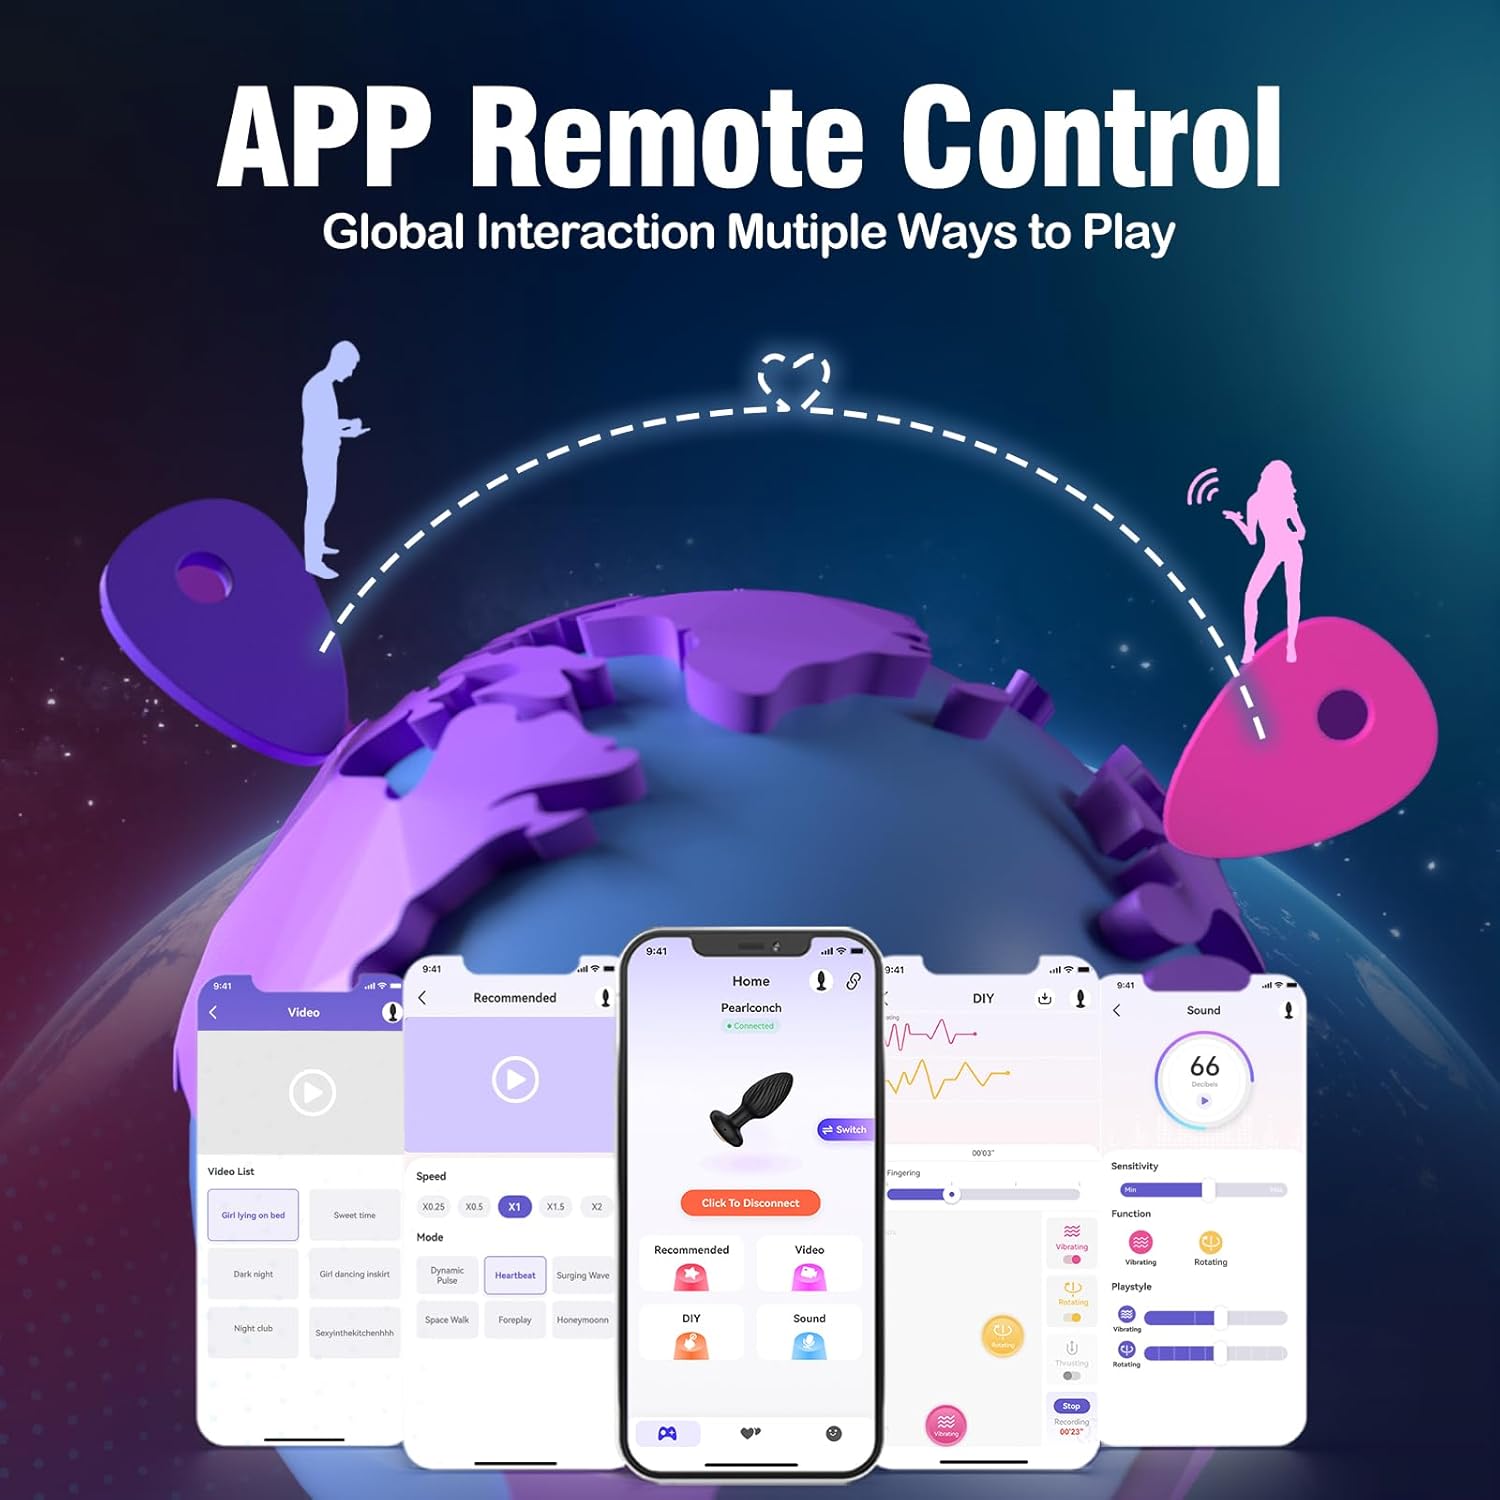 APP Remote Control
Global Interaction Mutiple Ways to Play
9:41
Video
Video List
Girl lying on bed
Sweet time
Dark night
Girl dancing inskirt
Night club
Sexyinthekitchenhhh
9:41
Recommended
Speed
X0.25
X0.5
X1
X1.5
X2
Mode
Dynamic
Pulse
Heartbeat
Surging Wave
Space Walk
Foreplay
Honeymoonn
9:41
Home
Pearlconch
Connected
Switch
Click To Disconnect
Recommended
Video
DIY
Sound
9:41
DIY
ating
00'03"
Fingering
Vibrating
Rotating
Thrusting
Rotating
Vibrating
Stop
Recording
00'23"
9:41
Sound
66
Decibels
Sensitivity
Min
Max
Function
Vibrating
Rotating
Playstyle
Vibrating
Rotating